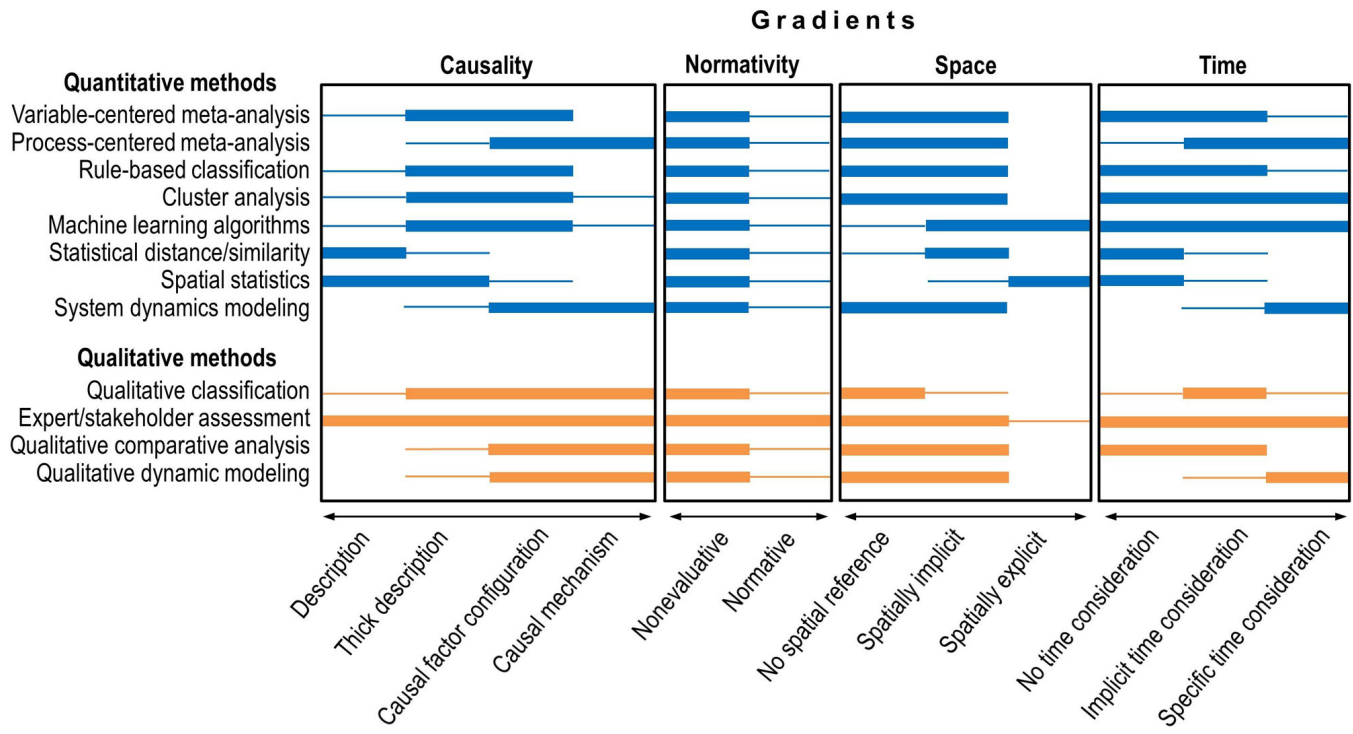 Gradients
Causality
Normativity
Space
Time
Quantitative methods
Variable-centered meta-analysis
Process-centered meta-analysis
Rule-based classification
Cluster analysis
Machine learning algorithms
Statistical distance/similarity
Spatial statistics
System dynamics modeling
Qualitative methods
Qualitative classification
Expert/stakeholder assessment
Qualitative comparative analysis
Qualitative dynamic modeling
Description
Thick description
Causal factor configuration
Causal mechanism
Nonevaluative
Normative
No spatial reference
Spatially implicit
Spatially explicit
No time consideration
Implicit time consideration
Specific time consideration